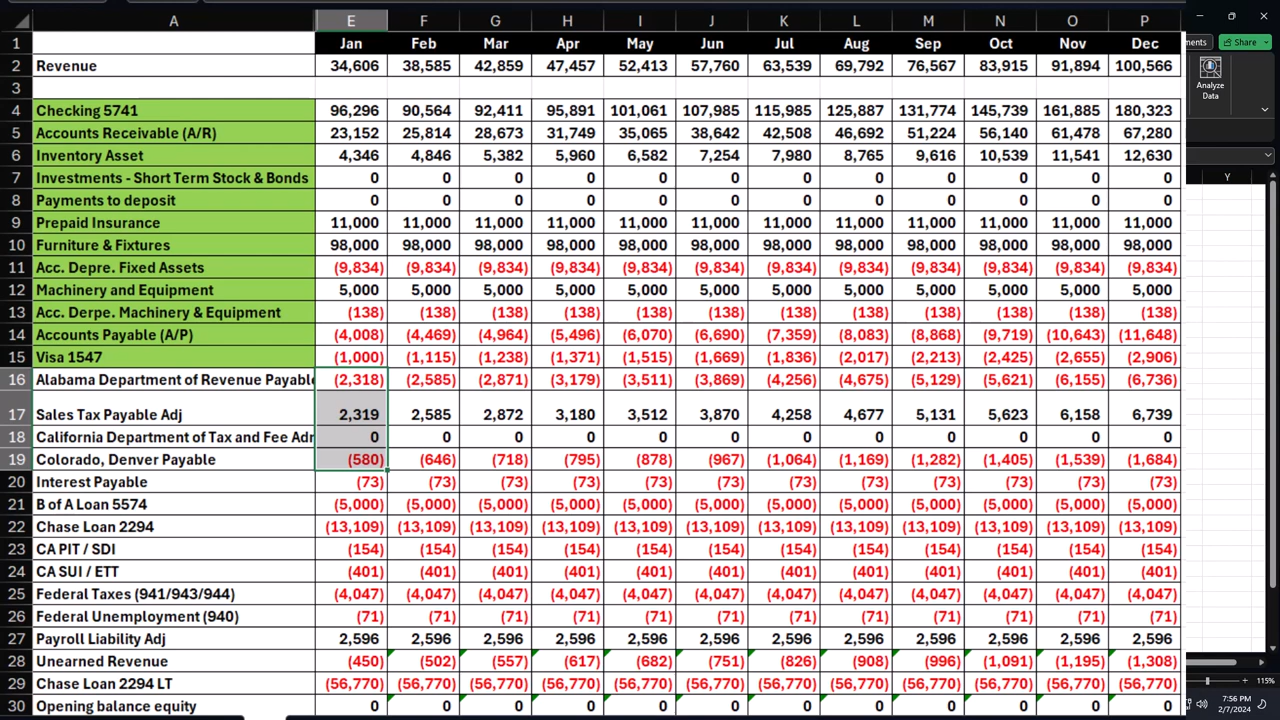 A E F G H I J K L M N O P
1 Jan Feb Mar Apr May Jun Jul Aug Sep Oct Nov Dec
ments Share
2 Revenue 34,606 38,585 42,859 47,457 52,413 57,760 63,539 69,792 76,567 83,915 91,894 100,566
Analyze
Data
3
4 Checking 5741 96,296 90,564 92,411 95,891 101,061 107,985 115,985 125,887 131,774 145,739 161,885 180,323
5 Accounts Receivable (A/R) 23,152 25,814 28,673 31,749 35,065 38,642 42,508 46,692 51,224 56,140 61,478 67,280
6 Inventory Asset 4,346 4,846 5,382 5,960 6,582 7,254 7,980 8,765 9,616 10,539 11,541 12,630
7 Investments - Short Term Stock & Bonds 0 0 0 0 0 0 0 0 0 0 0 0
Y
8 Payments to deposit 0 0 0 0 0 0 0 0 0 0 0 0
9 Prepaid Insurance 11,000 11,000 11,000 11,000 11,000 11,000 11,000 11,000 11,000 11,000 11,000 11,000
10 Furniture & Fixtures 98,000 98,000 98,000 98,000 98,000 98,000 98,000 98,000 98,000 98,000 98,000 98,000
11 Acc. Depre. Fixed Assets (9,834) (9,834) (9,834) (9,834) (9,834) (9,834) (9,834) (9,834) (9,834) (9,834) (9,834) (9,834)
12 Machinery and Equipment 5,000 5,000 5,000 5,000 5,000 5,000 5,000 5,000 5,000 5,000 5,000 5,000
13 Acc. Derpe. Machinery & Equipment (138) (138) (138) (138) (138) (138) (138) (138) (138) (138) (138) (138)
14 Accounts Payable (A/P) (4,008) (4,469) (4,964) (5,496) (6,070) (6,690) (7,359) (8,083) (8,868) (9,719) (10,643) (11,648)
15 Visa 1547 (1,000) (1,115) (1,238) (1,371) (1,515) (1,669) (1,836) (2,017) (2,213) (2,425) (2,655) (2,906)
16 Alabama Department of Revenue Payable (2,318) (2,585) (2,871) (3,179) (3,511) (3,869) (4,256) (4,675) (5,129) (5,621) (6,155) (6,736)
17 Sales Tax Payable Adj 2,319 2,585 2,872 3,180 3,512 3,870 4,258 4,677 5,131 5,623 6,158 6,739
18 California Department of Tax and Fee Adr 0 0 0 0 0 0 0 0 0 0 0 0
19 Colorado, Denver Payable (580) (646) (718) (795) (878) (967) (1,064) (1,169) (1,282) (1,405) (1,539) (1,684)
20 Interest Payable (73) (73) (73) (73) (73) (73) (73) (73) (73) (73) (73) (73)
21 B of A Loan 5574 (5,000) (5,000) (5,000) (5,000) (5,000) (5,000) (5,000) (5,000) (5,000) (5,000) (5,000) (5,000)
22 Chase Loan 2294 (13,109) (13,109) (13,109) (13,109) (13,109) (13,109) (13,109) (13,109) (13,109) (13,109) (13,109) (13,109)
23 CA PIT / SDI (154) (154) (154) (154) (154) (154) (154) (154) (154) (154) (154) (154)
24 CA SUI / ETT (401) (401) (401) (401) (401) (401) (401) (401) (401) (401) (401) (401)
25 Federal Taxes (941/943/944) (4,047) (4,047) (4,047) (4,047) (4,047) (4,047) (4,047) (4,047) (4,047) (4,047) (4,047) (4,047)
26 Federal Unemployment (940) (71) (71) (71) (71) (71) (71) (71) (71) (71) (71) (71) (71)
27 Payroll Liability Adj 2,596 2,596 2,596 2,596 2,596 2,596 2,596 2,596 2,596 2,596 2,596 2,596
28 Unearned Revenue (450) (502) (557) (617) (682) (751) (826) (908) (996) (1,091) (1,195) (1,308)
29 Chase Loan 2294 LT (56,770) (56,770) (56,770) (56,770) (56,770) (56,770) (56,770) (56,770) (56,770) (56,770) (56,770) (56,770)
115%
30 Opening balance equity 0 0 0 0 0 0 0 0 0 0 0 0
7:56 PM
2/7/2024